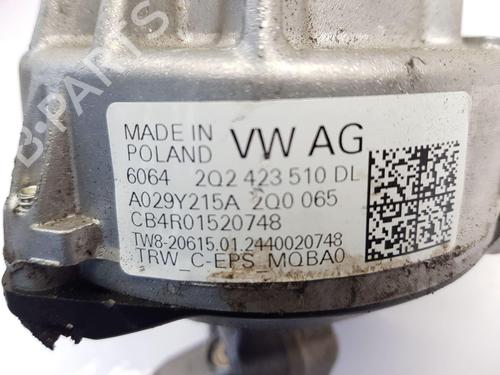 B-PARTS
MADE IN
POLAND VW AG
6064 2Q2 423 510 DL
A029Y215A 2Q0 065
CB4R01520748
TW8-20615.01.2440020748
TRW_C-EPS_MQBA0